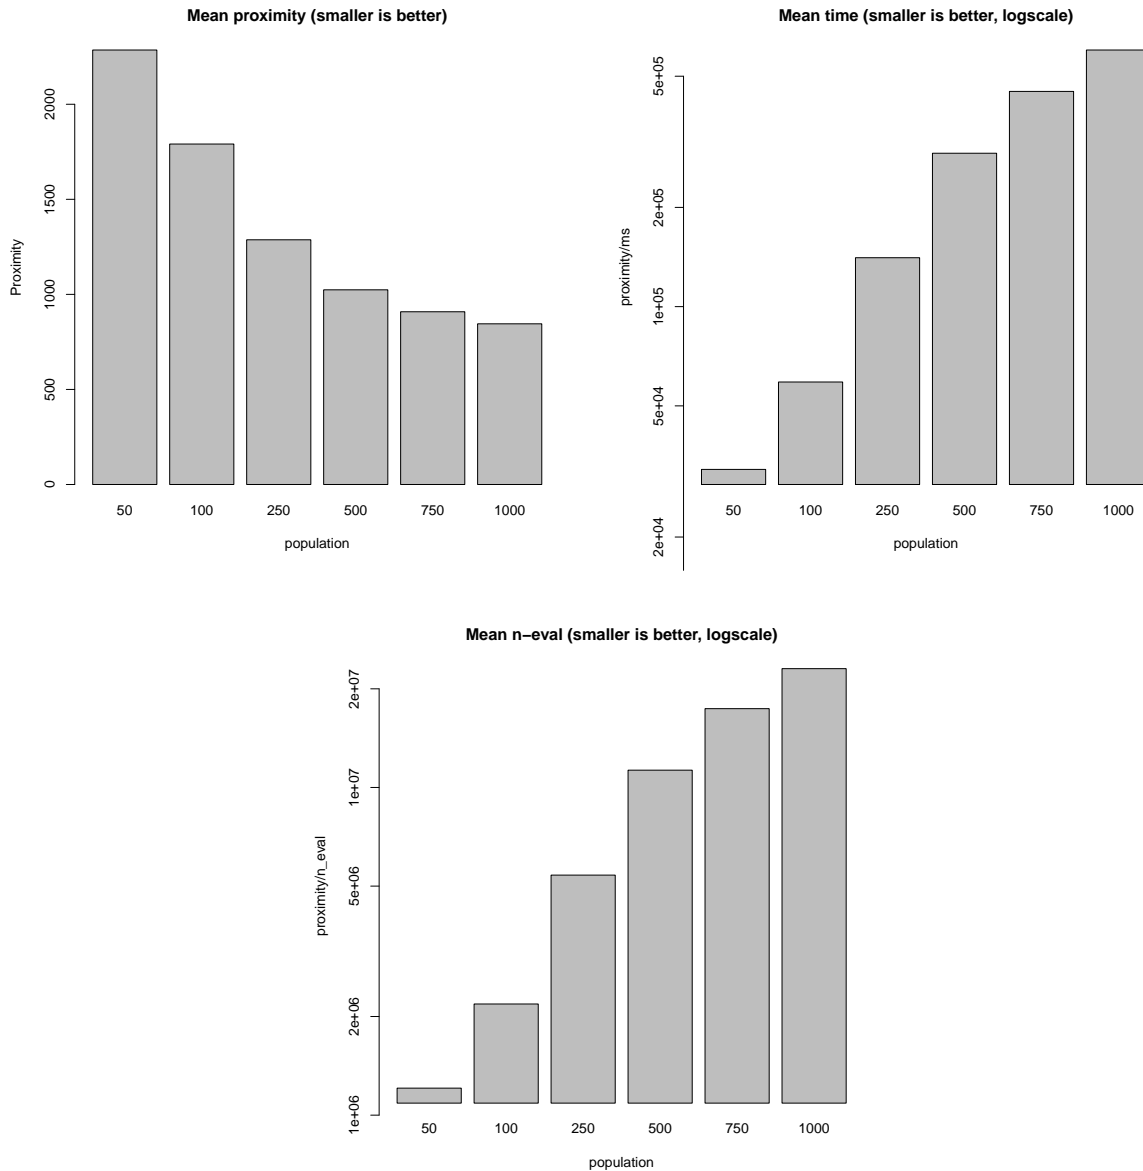 Mean proximity (smaller is better)
Proximity
2000
1500
1000
500
0
50 100 250 500 750 1000
population
Mean time (smaller is better, logscale)
proximity/ms
5e+05
2e+05
1e+05
5e+04
2e+04
50 100 250 500 750 1000
population
Mean n−eval (smaller is better, logscale)
proximity/n_eval
2e+07
1e+07
5e+06
2e+06
1e+06
50 100 250 500 750 1000
population